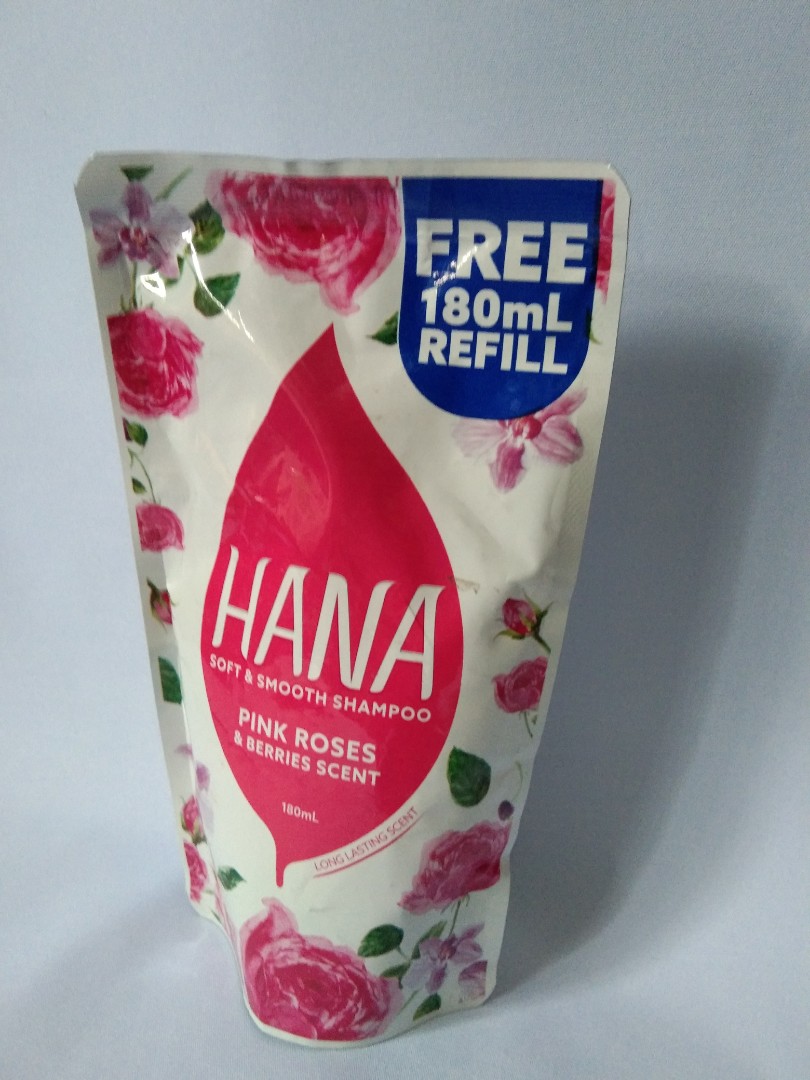 FREE
180mL
REFILL
HANA
SOFT & SMOOTH SHAMPOO
PINK ROSES
& BERRIES SCENT
180mL
LONG LASTING SCENT